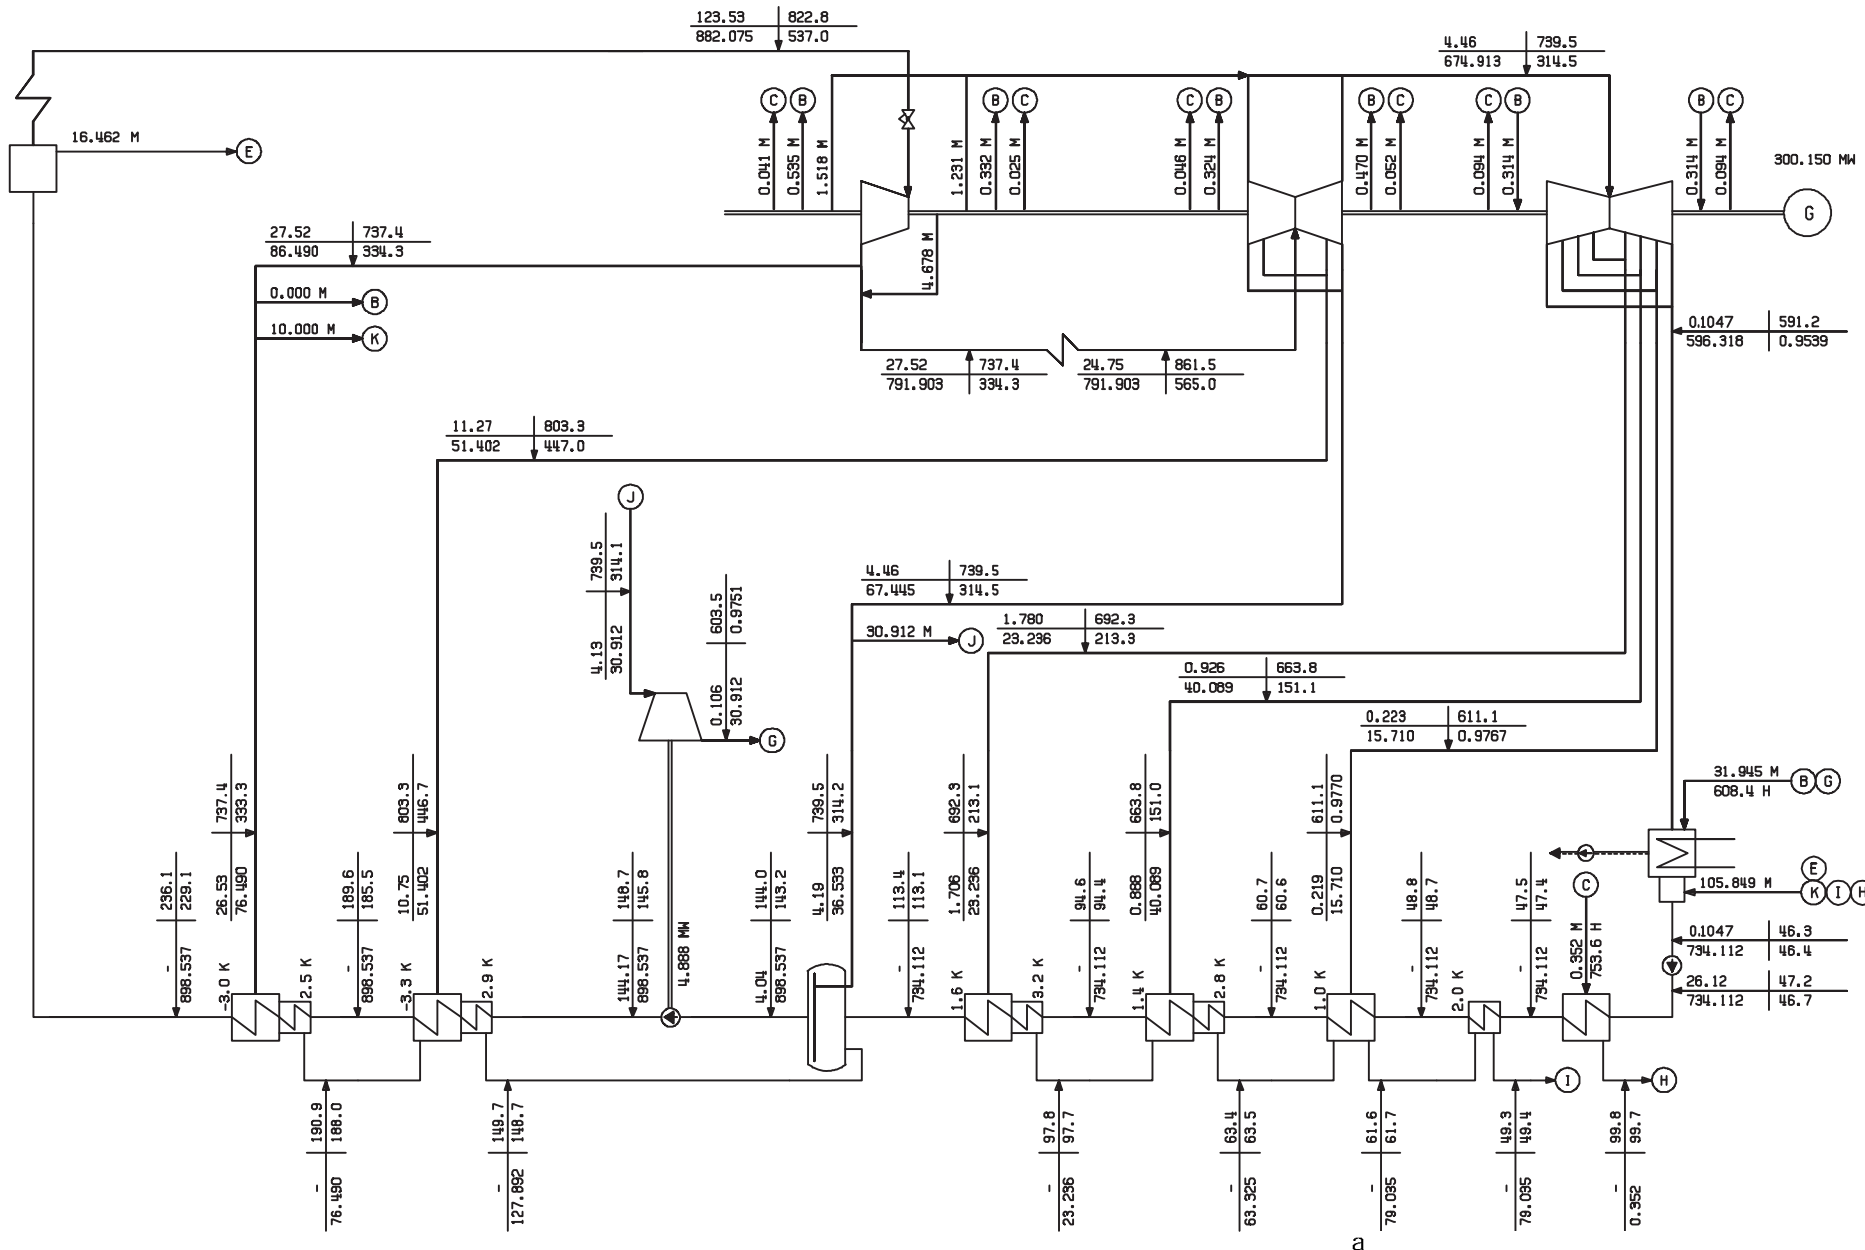 123.53 822.8
882.075 537.0
4.46 739.5
674.913 314.5
C B B C C B B C C B B C
16.462 M E
0.041 M
0.535 M
1.518 M
1.231 M
0.332 M
0.025 M
0.046 M
0.324 M
0.470 M
0.052 M
0.094 M
0.314 M
0.314 M
0.094 M
300.150 MW
G
27.52 737.4
86.490 334.3
4.678 M
0.000 M B
10.000 M K
0.1047 591.2
596.318 0.9539
27.52 737.4
791.903 334.3
24.75 861.5
791.903 565.0
11.27 803.3
51.402 447.0
J
739.5
314.1
4.13
30.912
603.5
0.9751
0.106
30.912
G
4.46 739.5
67.445 314.5
30.912 M J
1.780 692.3
23.236 213.3
0.926 663.8
40.089 151.1
0.223 611.1
15.710 0.9767
31.945 M B G
608.4 H
E
105.849 M K I H
C
0.352 M
753.6 H
0.1047 46.3
734.112 46.4
26.12 47.2
734.112 46.7
737.4
333.3
26.53
76.490
803.3
446.7
10.75
51.402
739.5
314.2
4.19
36.533
692.3
213.1
1.706
23.236
663.8
151.0
0.888
40.089
611.1
0.9770
0.219
15.710
236.1
229.1
-
898.537
-3.0 K
2.5 K
189.6
185.5
-
898.537
-3.3 K
2.9 K
148.7
145.8
144.17
898.537
4.888 MW
144.0
143.2
4.04
898.537
113.4
113.1
-
734.112
1.6 K
3.2 K
94.6
94.4
-
734.112
1.4 K
2.8 K
60.7
60.6
-
734.112
1.0 K
48.8
48.7
-
734.112
2.0 K
47.5
47.4
-
734.112
I
H
190.9
188.0
-
76.490
149.7
148.7
-
127.892
97.8
97.7
-
23.236
63.4
63.5
-
63.325
61.6
61.7
-
79.035
49.3
49.4
-
79.035
99.8
99.7
-
0.352
a